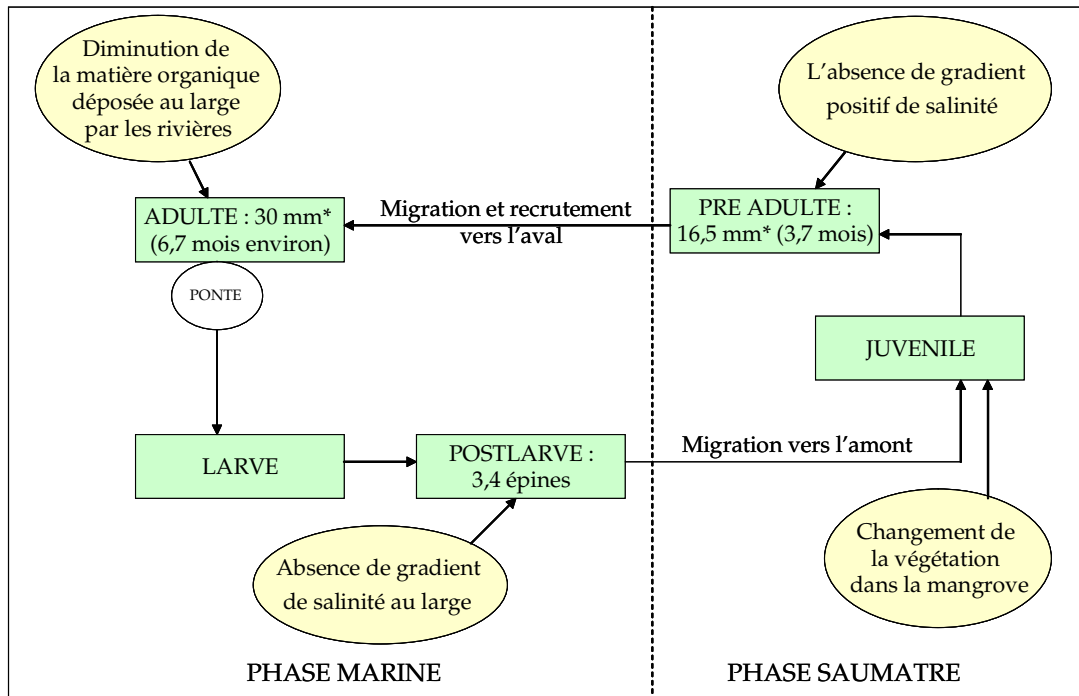 Diminution de
la matière organique
déposée au large
par les rivières
L'absence de gradient
positif de salinité
ADULTE : 30 mm*
(6,7 mois environ)
Migration et recrutement
vers l'aval
PRE ADULTE :
16,5 mm* (3,7 mois)
PONTE
JUVENILE
LARVE
POSTLARVE :
3,4 épines
Migration vers l'amont
Absence de gradient
de salinité au large
Changement de
la végétation
dans la mangrove
PHASE MARINE
PHASE SAUMATRE